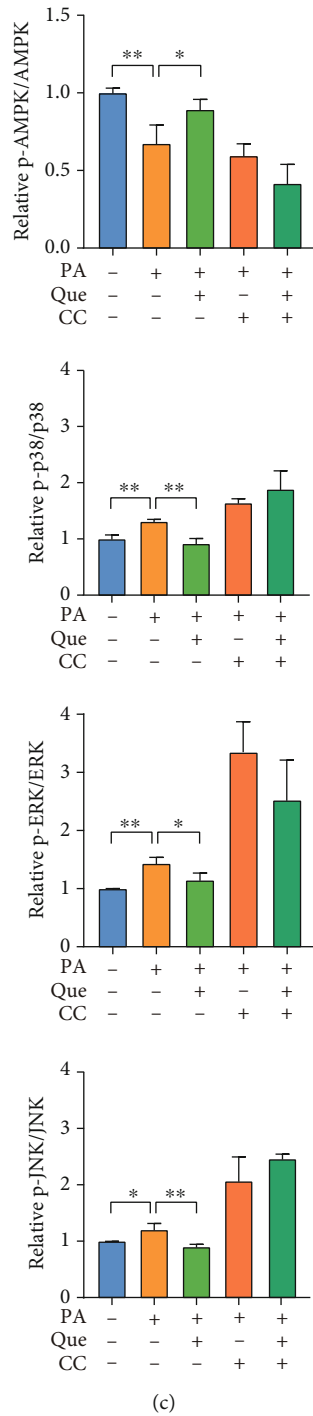 Relative p-AMPK/AMPK
1.5
1.0
0.5
0.0
** *
PA – + + + +
Que – – + – +
CC – – – + +
Relative p-p38/p38
4
3
2
1
0
** **
PA – + + + +
Que – – + – +
CC – – – + +
Relative p-ERK/ERK
4
3
2
1
0
** *
PA – + + + +
Que – – + – +
CC – – – + +
Relative p-JNK/JNK
4
3
2
1
0
* **
PA – + + + +
Que – – + – +
CC – – – + +
(c)